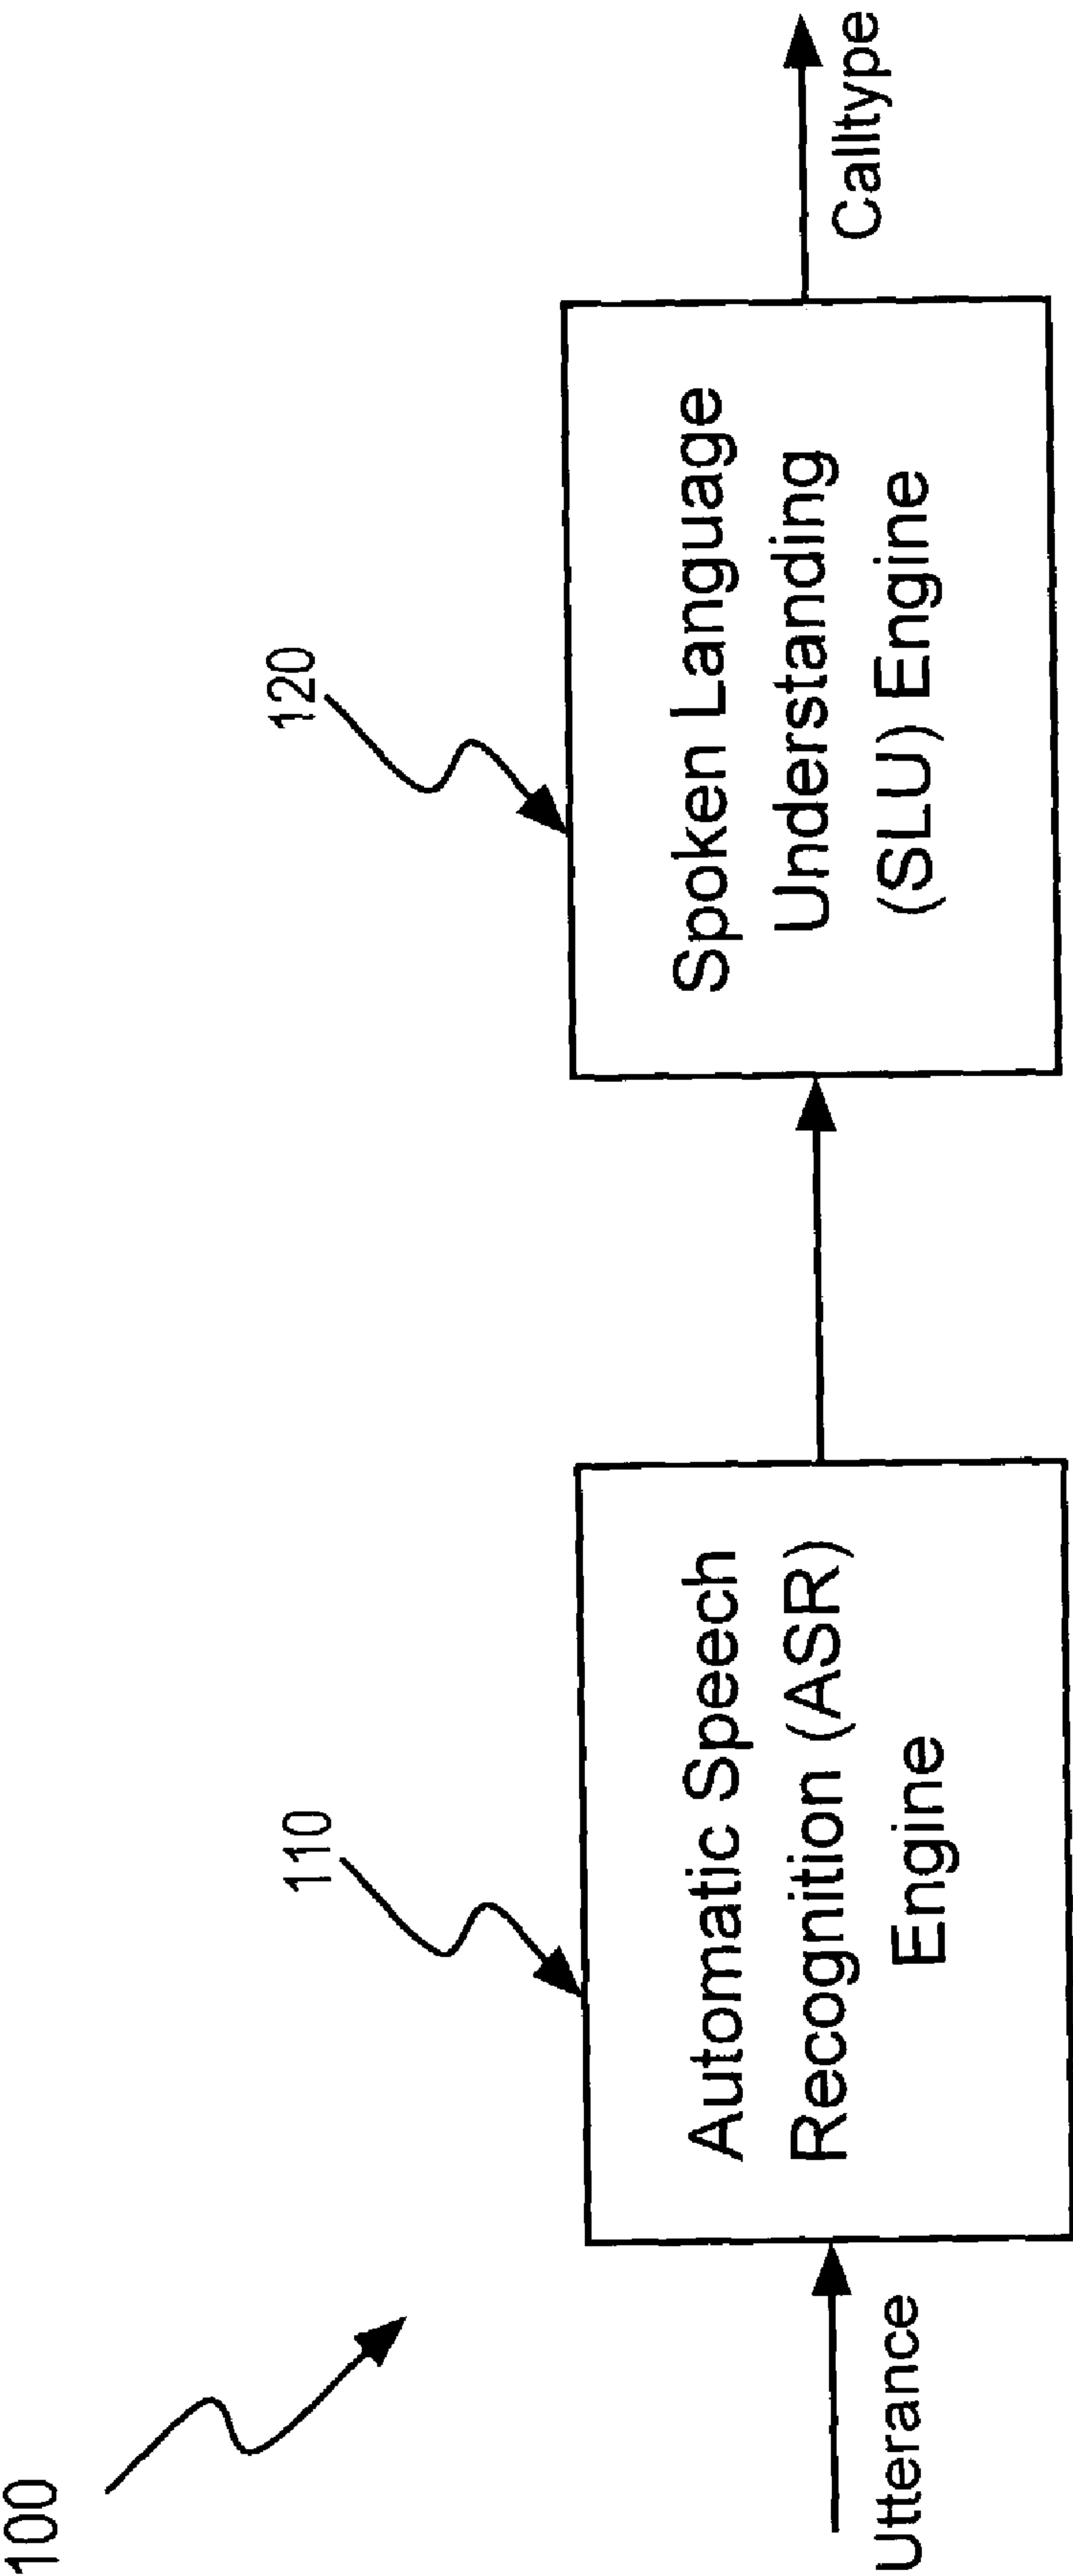 100
110
120
Utterance
Automatic Speech
Recognition (ASR)
Engine
Spoken Language
Understanding
(SLU) Engine
Calltype